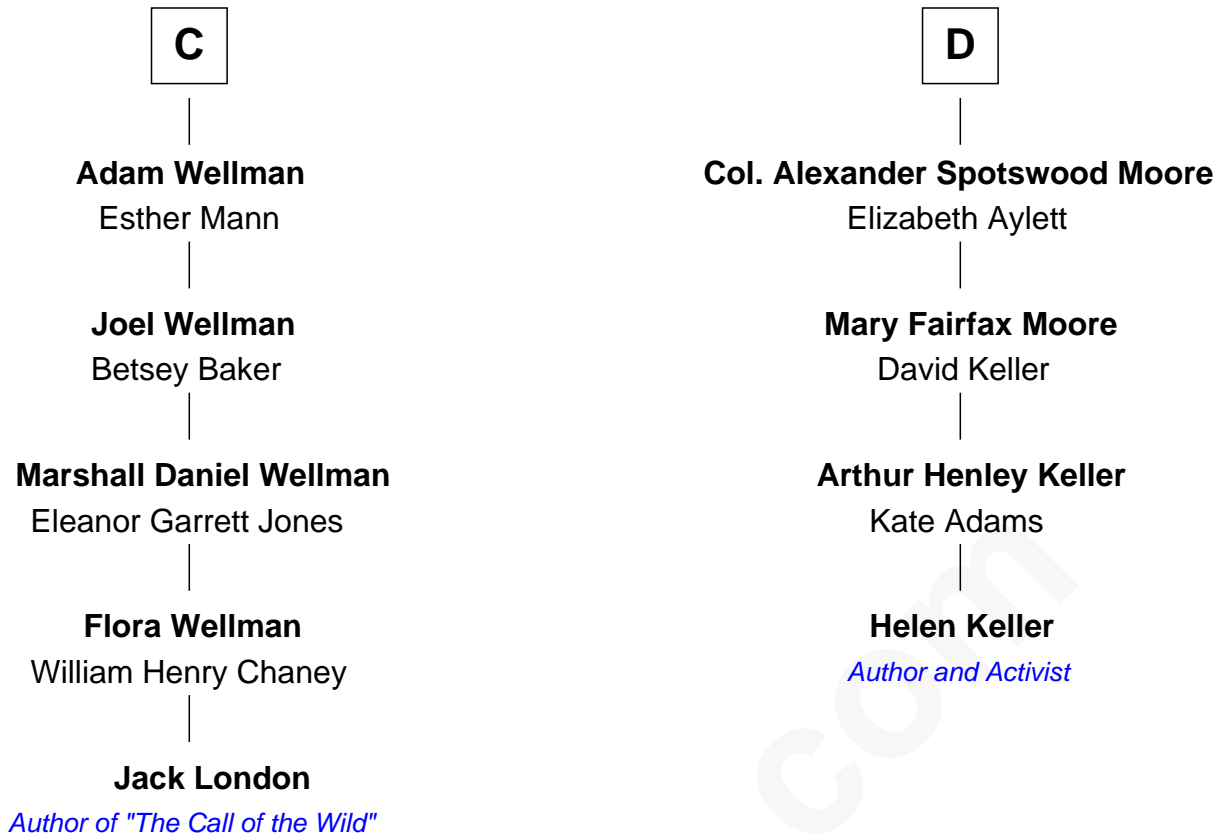 C
Adam Wellman
Esther Mann
Joel Wellman
Betsey Baker
Marshall Daniel Wellman
Eleanor Garrett Jones
Flora Wellman
William Henry Chaney
Jack London
Author of "The Call of the Wild"
D
Col. Alexander Spotswood Moore
Elizabeth Aylett
Mary Fairfax Moore
David Keller
Arthur Henley Keller
Kate Adams
Helen Keller
Author and Activist
com